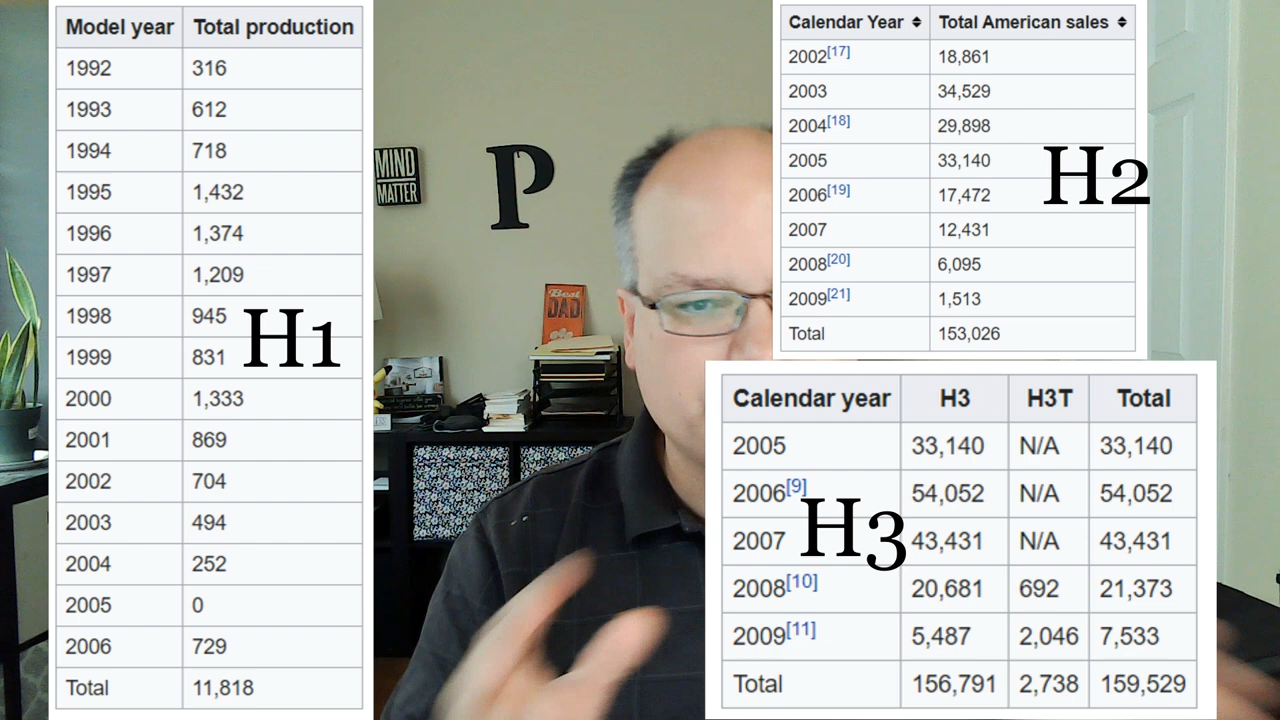 Model year Total production
1992 316
1993 612
1994 718
1995 1,432
1996 1,374
1997 1,209
1998 945
1999 831
2000 1,333
2001 869
2002 704
2003 494
2004 252
2005 0
2006 729
Total 11,818
H1
MIND
MATTER
P
Best
DAD
Calendar Year Total American sales
2002[17] 18,861
2003 34,529
2004[18] 29,898
2005 33,140
2006[19] 17,472
2007 12,431
2008[20] 6,095
2009[21] 1,513
Total 153,026
H2
Calendar year H3 H3T Total
2005 33,140 N/A 33,140
2006[9] 54,052 N/A 54,052
2007 43,431 N/A 43,431
2008[10] 20,681 692 21,373
2009[11] 5,487 2,046 7,533
Total 156,791 2,738 159,529
H3